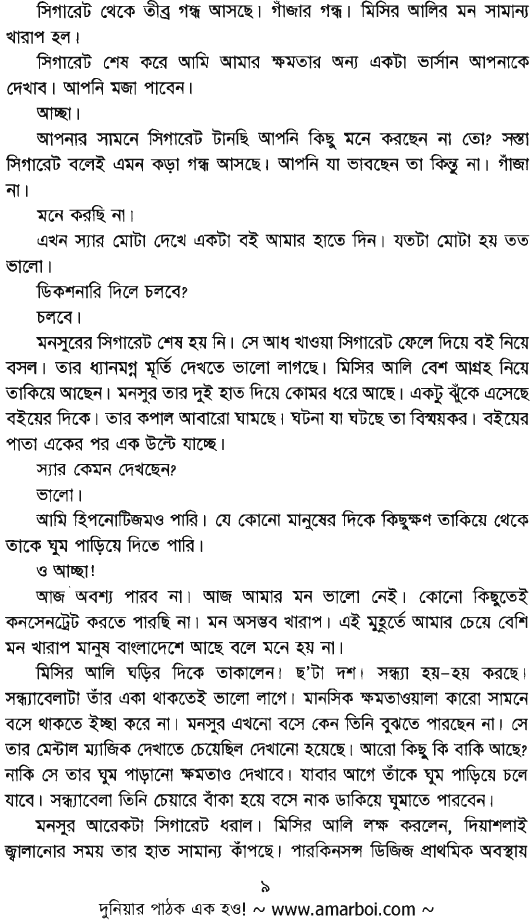 সিগারেট থেকে তীব্র গন্ধ আসছে। গাঁজার গন্ধ। মিসির আলির মন সামান্য
খারাপ হল।
সিগারেট শেষ করে আমি আমার ক্ষমতার অন্য একটা ভার্সান আপনাকে
দেখাব। আপনি মজা পাবেন।
আচ্ছা।
আপনার সামনে সিগারেট টানছি আপনি কিছু মনে করছেন না তো? সস্তা
সিগারেট বলেই এমন কড়া গন্ধ আসছে। আপনি যা ভাবছেন তা কিন্তু না। গাঁজা
না।
মনে করছি না।
এখন স্যার মোটা দেখে একটা বই আমার হাতে দিন। যতটা মোটা হয় তত
ভালো।
ডিকশনারি দিলে চলবে?
চলবে।
মনসুরের সিগারেট শেষ হয় নি। সে আধ খাওয়া সিগারেট ফেলে দিয়ে বই নিয়ে
বসল। তার ধ্যানমগ্ন মূর্তি দেখতে ভালো লাগছে। মিসির আলি বেশ আগ্রহ নিয়ে
তাকিয়ে আছেন। মনসুর তার দুই হাত দিয়ে কোমর ধরে আছে। একটু ঝুঁকে এসেছে
বইয়ের দিকে। তার কপাল আবারো ঘামছে। ঘটনা যা ঘটছে তা বিস্ময়কর। বইয়ের
পাতা একের পর এক উল্টে যাচ্ছে।
স্যার কেমন দেখছেন?
ভালো।
আমি হিপনোটিজমও পারি। যে কোনো মানুষের দিকে কিছুক্ষণ তাকিয়ে থেকে
তাকে ঘুম পাড়িয়ে দিতে পারি।
ও আচ্ছা!
আজ অবশ্য পারব না। আজ আমার মন ভালো নেই। কোনো কিছুতেই
কনসেনট্রেট করতে পারছি না। মন অসম্ভব খারাপ। এই মুহূর্তে আমার চেয়ে বেশি
মন খারাপ মানুষ বাংলাদেশে আছে বলে মনে হয় না।
মিসির আলি ঘড়ির দিকে তাকালেন। ছ'টা দশ। সন্ধ্যা হয়-হয় করছে।
সন্ধ্যাবেলাটা তাঁর একা থাকতেই ভালো লাগে। মানসিক ক্ষমতাওয়ালা কারো সামনে
বসে থাকতে ইচ্ছা করে না। মনসুর এখনো বসে কেন তিনি বুঝতে পারছেন না। সে
তার মেন্টাল ম্যাজিক দেখাতে চেয়েছিল দেখানো হয়েছে। আরো কিছু কি বাকি আছে?
নাকি সে তার ঘুম পাড়ানো ক্ষমতাও দেখাবে। যাবার আগে তাঁকে ঘুম পাড়িয়ে চলে
যাবে। সন্ধ্যাবেলা তিনি চেয়ারে বাঁকা হয়ে বসে নাক ডাকিয়ে ঘুমাতে পারবেন।
মনসুর আরেকটা সিগারেট ধরাল। মিসির আলি লক্ষ করলেন, দিয়াশলাই
জ্বালানোর সময় তার হাত সামান্য কাঁপছে। পারকিনসন্স ডিজিজ প্রাথমিক অবস্থায়
৯
দুনিয়ার পাঠক এক হও! ~ www.amarboi.com ~